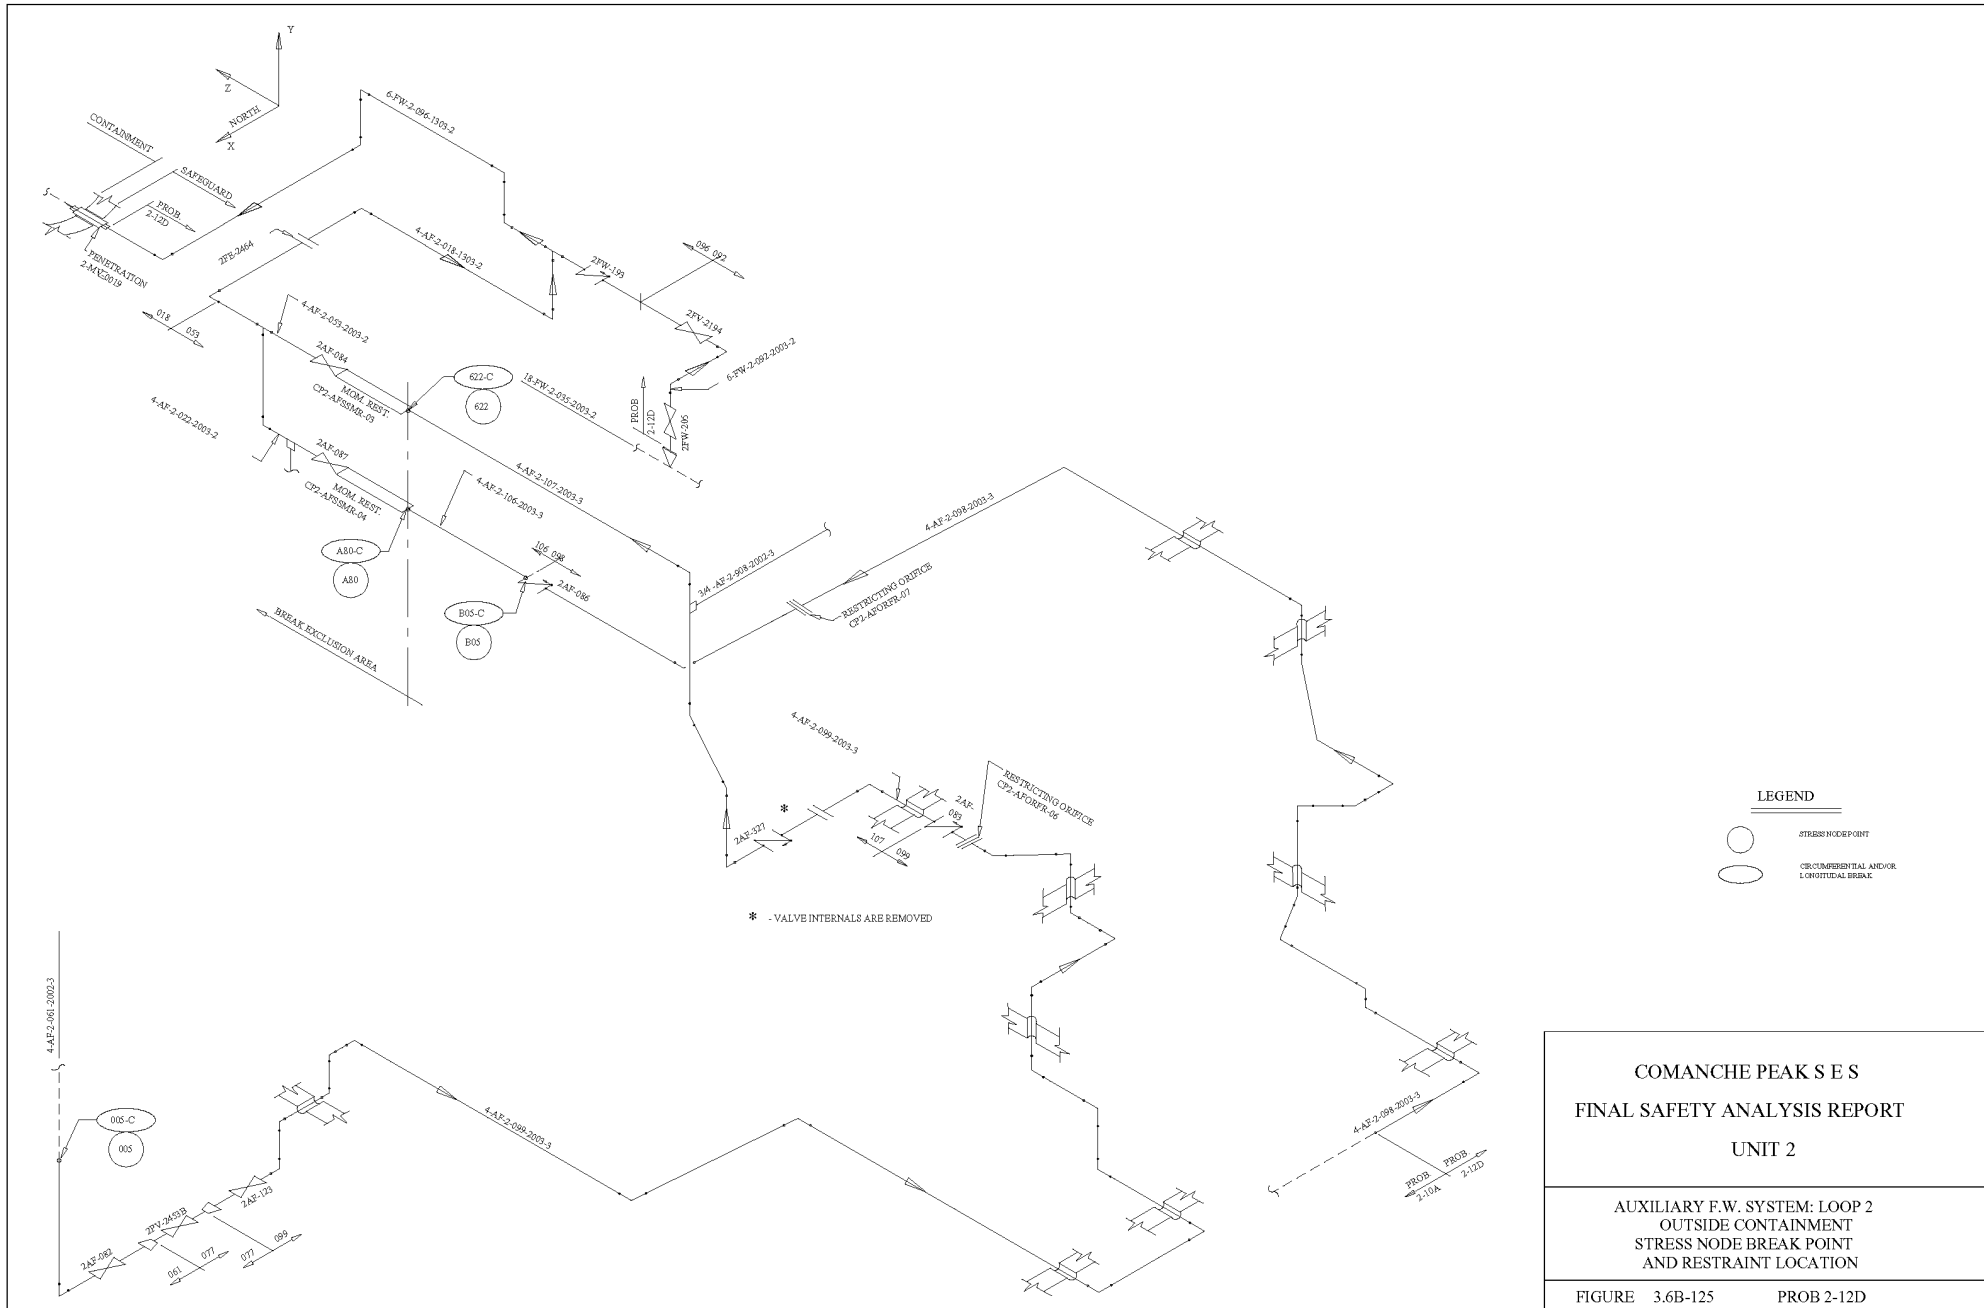 Y
Z
NORTH
X
CONTAINMENT
SAFEGUARD
PROB
2-12D
PENETRATION
2-MV-0019
6-FW-2-096-1303-2
2FE-2464
4-AF-2-018-1303-2
2FW-193
096 092
2FV-2194
6-FW-2-092-2003-2
018
053
4-AF-2-053-2003-2
2AF-084
MOM. REST.
CP2-AFSSMR-03
622-C
622
18-FW-2-035-2003-2
PROB
2-12D
2FW-205
4-AF-2-022-2003-2
2AF-087
MOM. REST.
CP2-AFSSMR-04
4-AF-2-107-2003-3
4-AF-2-106-2003-3
A80-C
A80
106 098
2AF-086
B05-C
B05
BREAK EXCLUSION AREA
3/4 -AF-2-908-2002-3
4-AF-2-098-2003-3
RESTRICTING ORIFICE
CP2-AFORFR-07
4-AF-2-099-2003-3
*
2AF-327
2AF-
083
RESTRICTING ORIFICE
CP2-AFORFR-06
107
099
* - VALVE INTERNALS ARE REMOVED
LEGEND
STRESS NODE POINT
CIRCUMFERENTIAL AND/OR
LONGITUDAL BREAK
4-AF-2-061-2002-3
005-C
005
2AF-082
2PV-2453B
2AF-123
061
077
077
099
4-AF-2-099-2003-3
4-AF-2-098-2003-3
PROB
2-10A
PROB
2-12D
COMANCHE PEAK S E S
FINAL SAFETY ANALYSIS REPORT
UNIT 2
AUXILIARY F.W. SYSTEM: LOOP 2
OUTSIDE CONTAINMENT
STRESS NODE BREAK POINT
AND RESTRAINT LOCATION
FIGURE 3.6B-125 PROB 2-12D